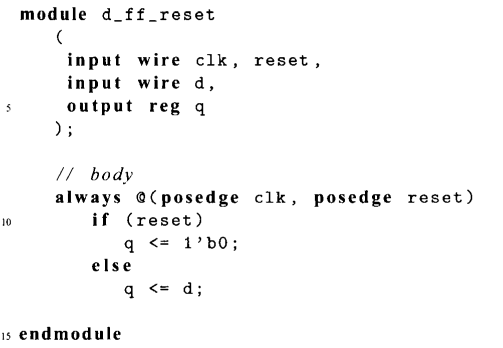 module d_ff_reset
(
input wire clk, reset,
input wire d,
5 output reg q
);
// body
always @(posedge clk, posedge reset)
10 if (reset)
q <= 1'b0;
else
q <= d;
15 endmodule